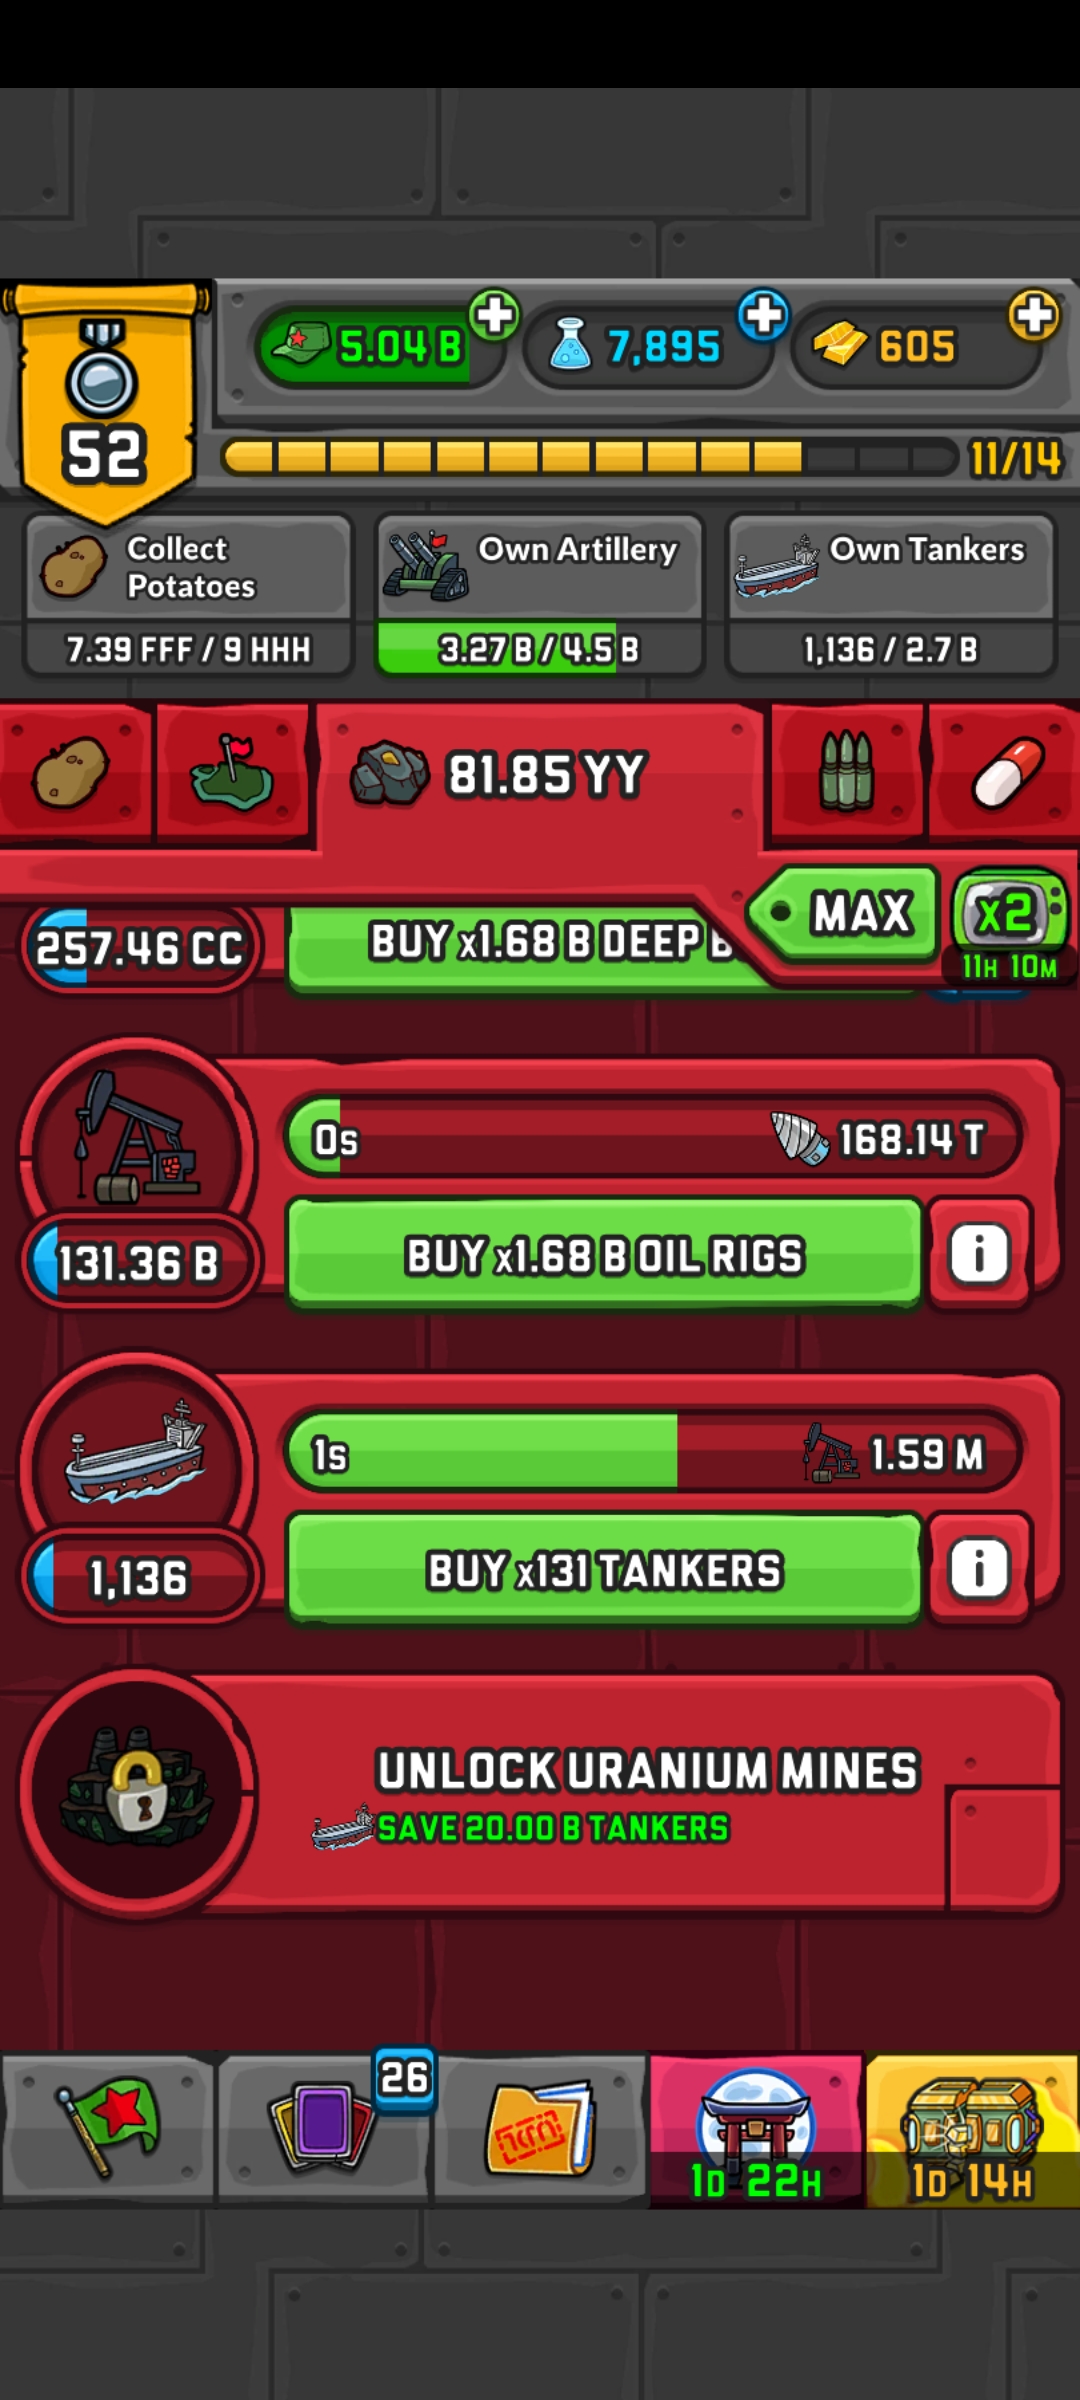 5.04 B
7,895
605
52
11/14
Collect
Potatoes
Own Artillery
Own Tankers
7.39 FFF / 9 HHH
3.27 B / 4.5 B
1,136 / 2.7 B
81.85 YY
MAX
x2
11H 10M
257.46 CC
BUY x1.68 B DEEP B
0s
168.14 T
131.36 B
BUY x1.68 B OIL RIGS
i
1s
1.59 M
1,136
BUY x131 TANKERS
i
UNLOCK URANIUM MINES
SAVE 20.00 B TANKERS
26
1D 22H
1D 14H